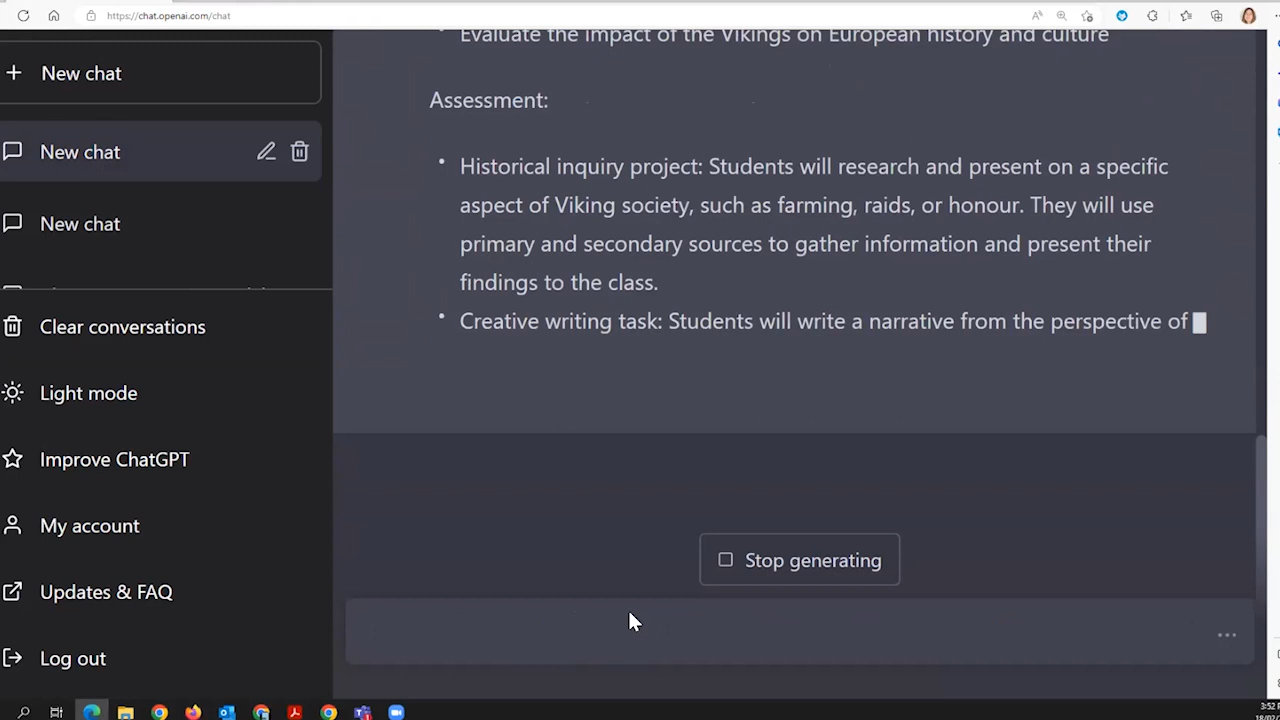 https://chat.openai.com/chat
New chat
New chat
New chat
Clear conversations
Light mode
Improve ChatGPT
My account
Updates & FAQ
Log out
Evaluate the impact of the Vikings on European history and culture
Assessment:
• Historical inquiry project: Students will research and present on a specific
aspect of Viking society, such as farming, raids, or honour. They will use
primary and secondary sources to gather information and present their
findings to the class.
• Creative writing task: Students will write a narrative from the perspective of
Stop generating
3:52